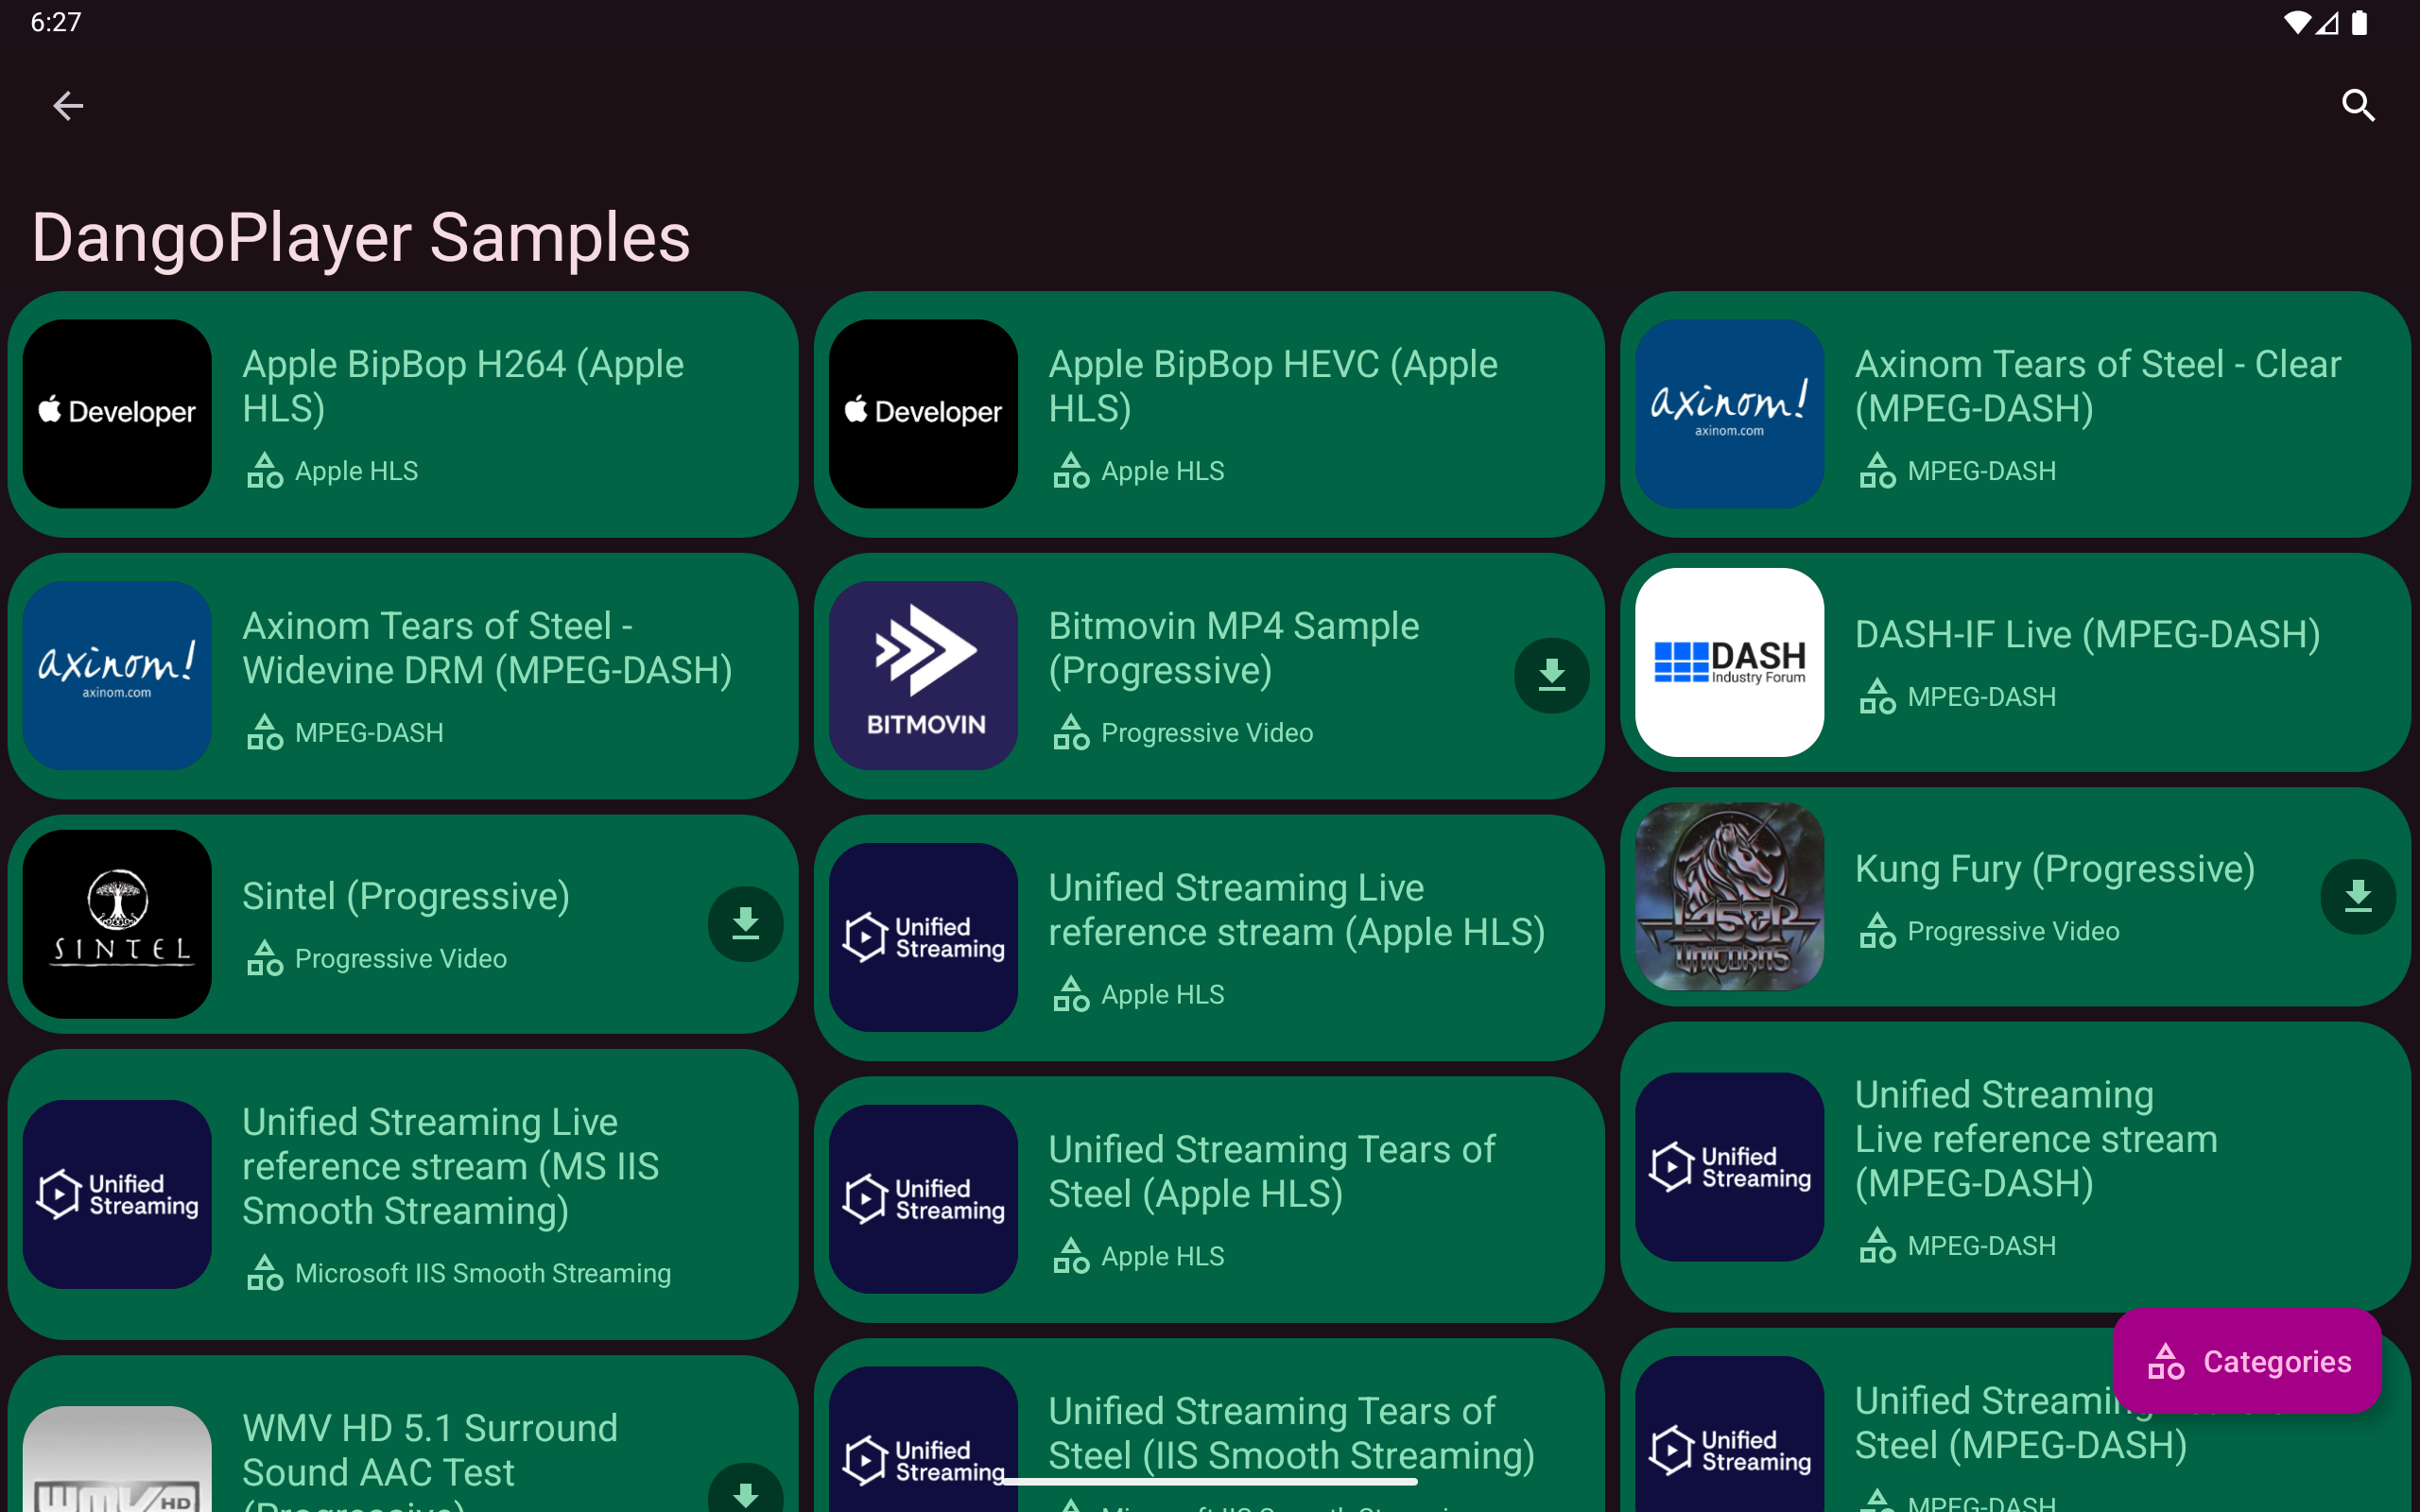 6:27
DangoPlayer Samples
Developer
Apple BipBop H264 (Apple
HLS)
Apple HLS
Developer
Apple BipBop HEVC (Apple
HLS)
Apple HLS
axinom!
axinom.com
Axinom Tears of Steel - Clear
(MPEG-DASH)
MPEG-DASH
axinom!
axinom.com
Axinom Tears of Steel -
Widevine DRM (MPEG-DASH)
MPEG-DASH
BITMOVIN
Bitmovin MP4 Sample
(Progressive)
Progressive Video
DASH
Industry Forum
DASH-IF Live (MPEG-DASH)
MPEG-DASH
SINTEL
Sintel (Progressive)
Progressive Video
Unified
Streaming
Unified Streaming Live
reference stream (Apple HLS)
Apple HLS
LASER
UNICORNS
Kung Fury (Progressive)
Progressive Video
Unified
Streaming
Unified Streaming Live
reference stream (MS IIS
Smooth Streaming)
Microsoft IIS Smooth Streaming
Unified
Streaming
Unified Streaming Tears of
Steel (Apple HLS)
Apple HLS
Unified
Streaming
Unified Streaming
Live reference stream
(MPEG-DASH)
MPEG-DASH
WMV HD
WMV HD 5.1 Surround
Sound AAC Test
(Progressive)
Unified
Streaming
Unified Streaming Tears of
Steel (IIS Smooth Streaming)
Unified
Streaming
Unified
Steel (MPEG-DASH)
MPEG-DASH
Categories